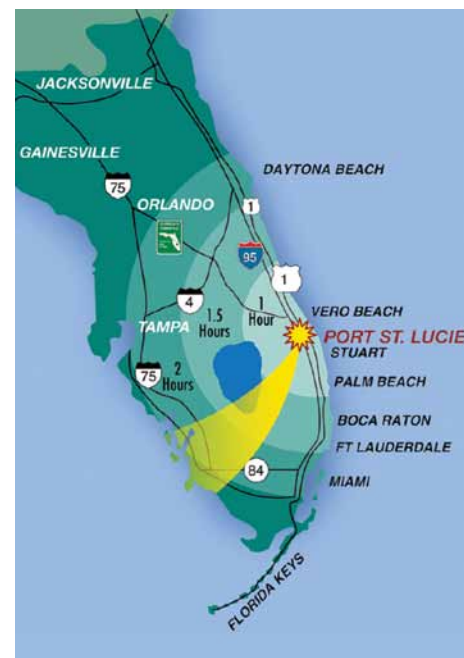 JACKSONVILLE
GAINESVILLE
DAYTONA BEACH
75
ORLANDO
1
95
1
4
1
Hour
VERO BEACH
1.5
Hours
TAMPA
PORT ST. LUCIE
STUART
75
2
Hours
PALM BEACH
BOCA RATON
FT LAUDERDALE
84
MIAMI
FLORIDA KEYS